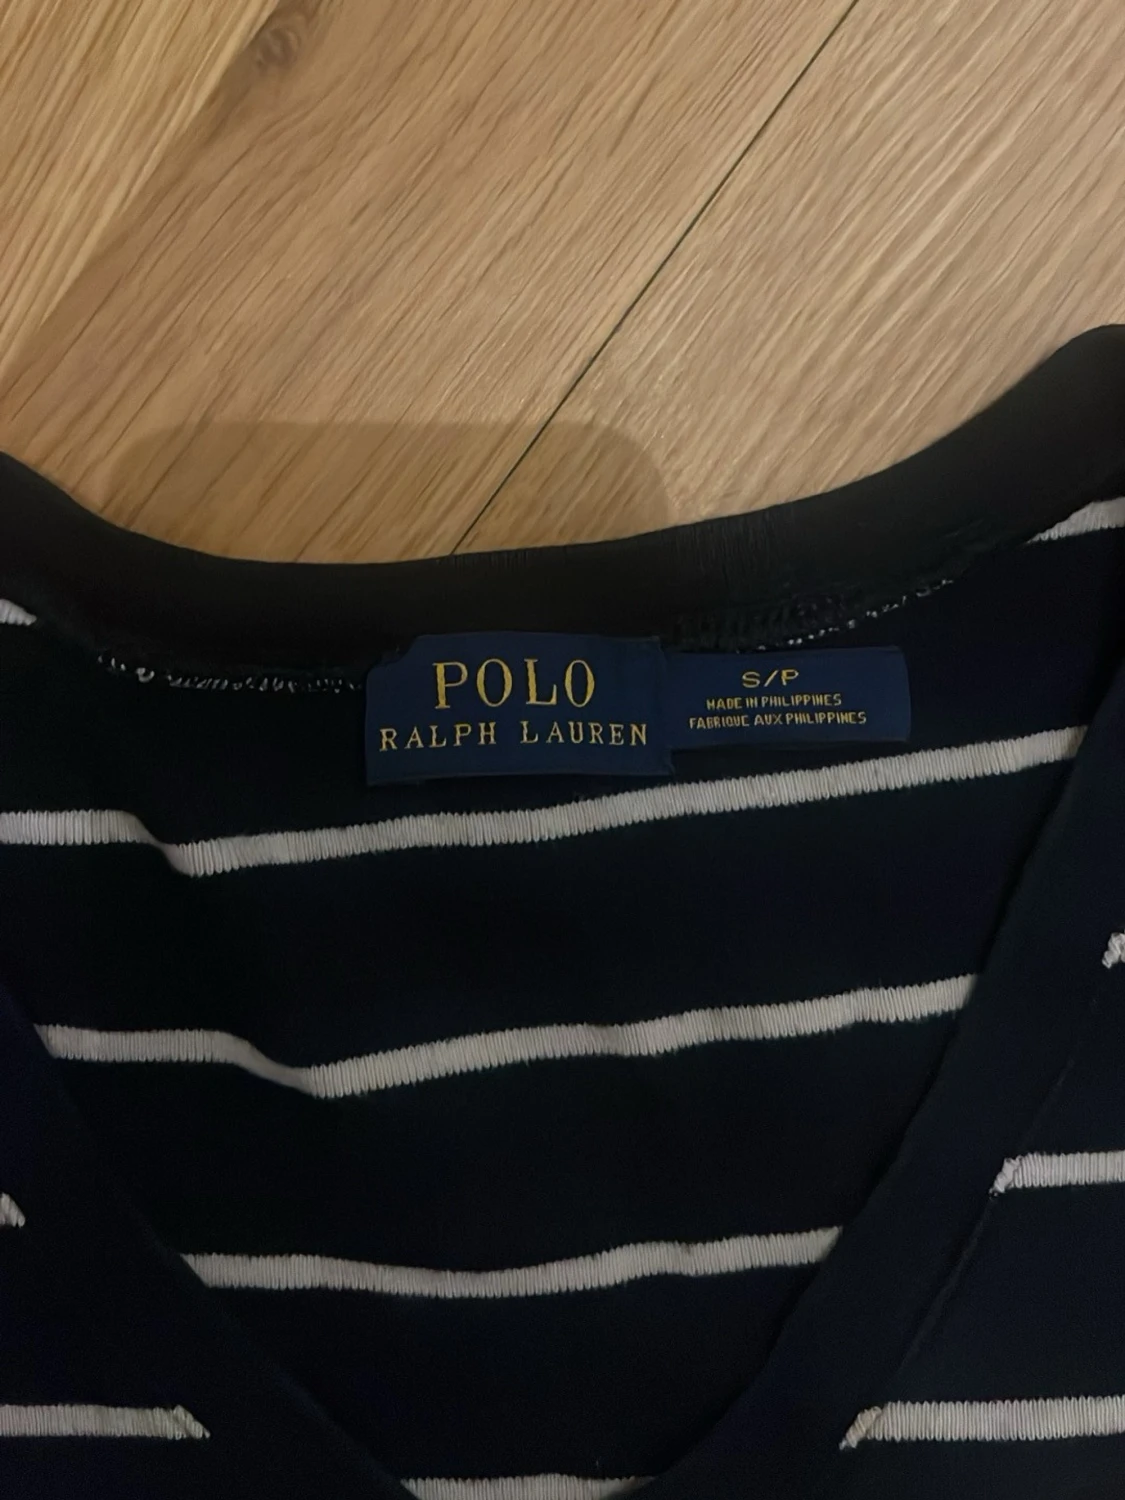 POLO
RALPH LAUREN
S/P
MADE IN PHILIPPINES
FABRIQUE AUX PHILIPPINES